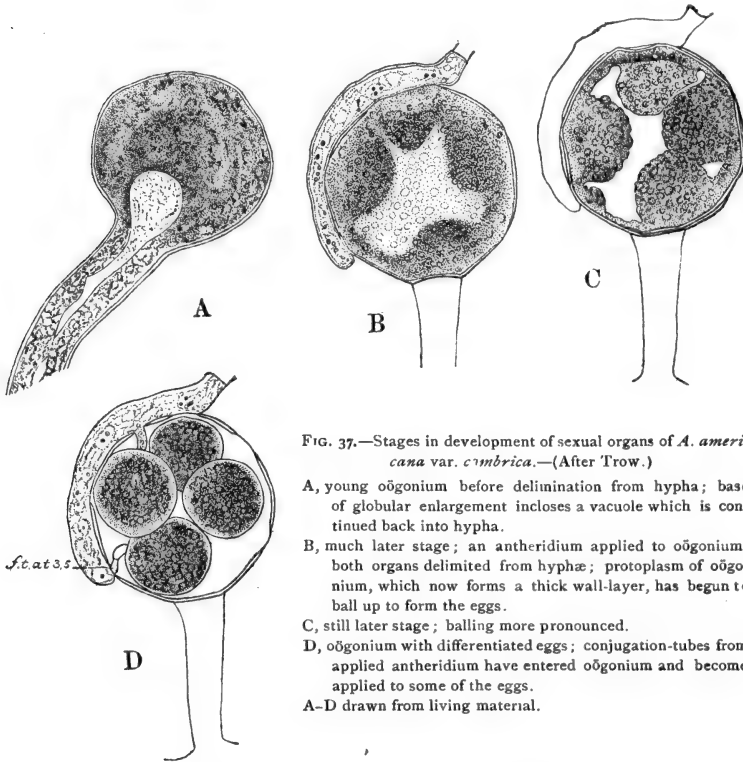 A
B
C
D
f.t. at 3,5
FIG. 37.—Stages in development of sexual organs of A. ameri
cana var. cambrica.—(After Trow.)
A, young oögonium before delimination from hypha; base
of globular enlargement incloses a vacuole which is con
tinued back into hypha.
B, much later stage; an antheridium applied to oögonium
both organs delimited from hyphæ; protoplasm of oögo
nium, which now forms a thick wall-layer, has begun t
ball up to form the eggs.
C, still later stage; balling more pronounced.
D, oögonium with differentiated eggs; conjugation-tubes from
applied antheridium have entered oögonium and become
applied to some of the eggs.
A–D drawn from living material.